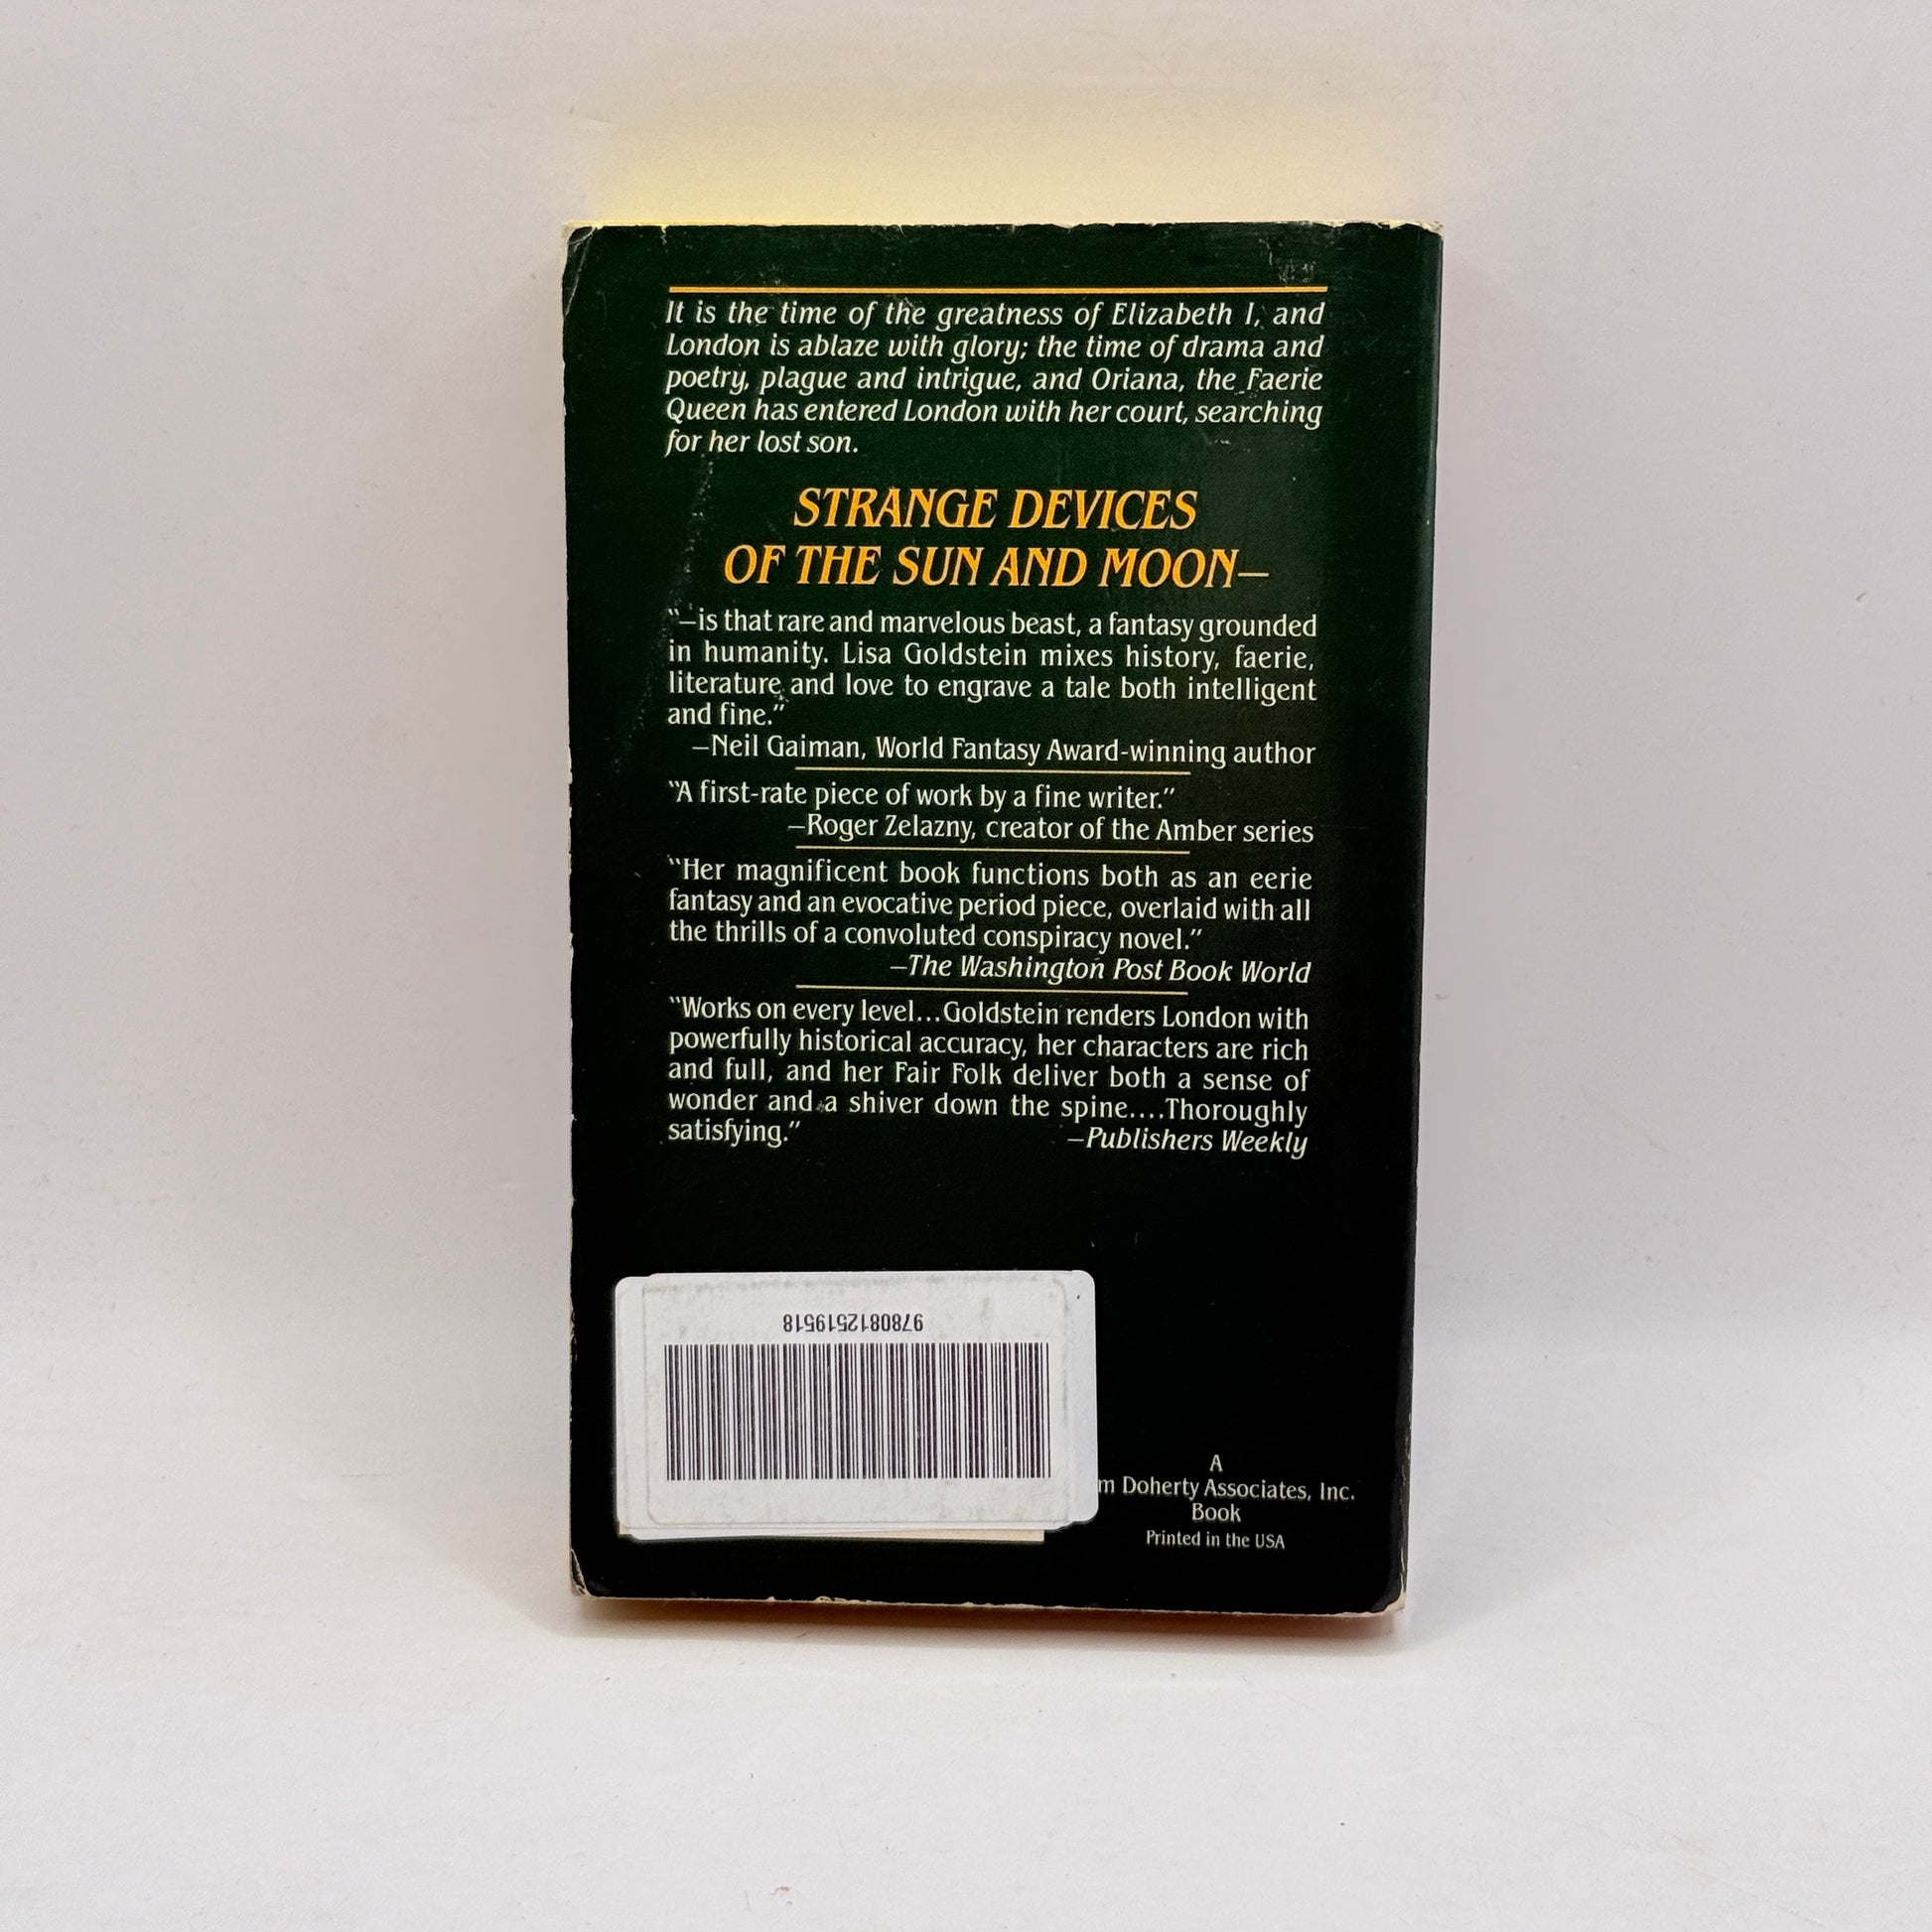 It is the time of the greatness of Elizabeth I, and
London is ablaze with glory; the time of drama and
poetry, plague and intrigue, and Oriana, the Faerie
Queen has entered London with her court, searching
for her lost son.
STRANGE DEVICES
OF THE SUN AND MOON—
"—is that rare and marvelous beast, a fantasy grounded
in humanity. Lisa Goldstein mixes history, faerie,
literature and love to engrave a tale both intelligent
and fine."
—Neil Gaiman, World Fantasy Award-winning author
"A first-rate piece of work by a fine writer."
—Roger Zelazny, creator of the Amber series
"Her magnificent book functions both as an eerie
fantasy and an evocative period piece, overlaid with all
the thrills of a convoluted conspiracy novel."
—The Washington Post Book World
"Works on every level...Goldstein renders London with
powerfully historical accuracy, her characters are rich
and full, and her Fair Folk deliver both a sense of
wonder and a shiver down the spine....Thoroughly
satisfying." —Publishers Weekly
9780812519518
A
m Doherty Associates, Inc.
Book
Printed in the USA